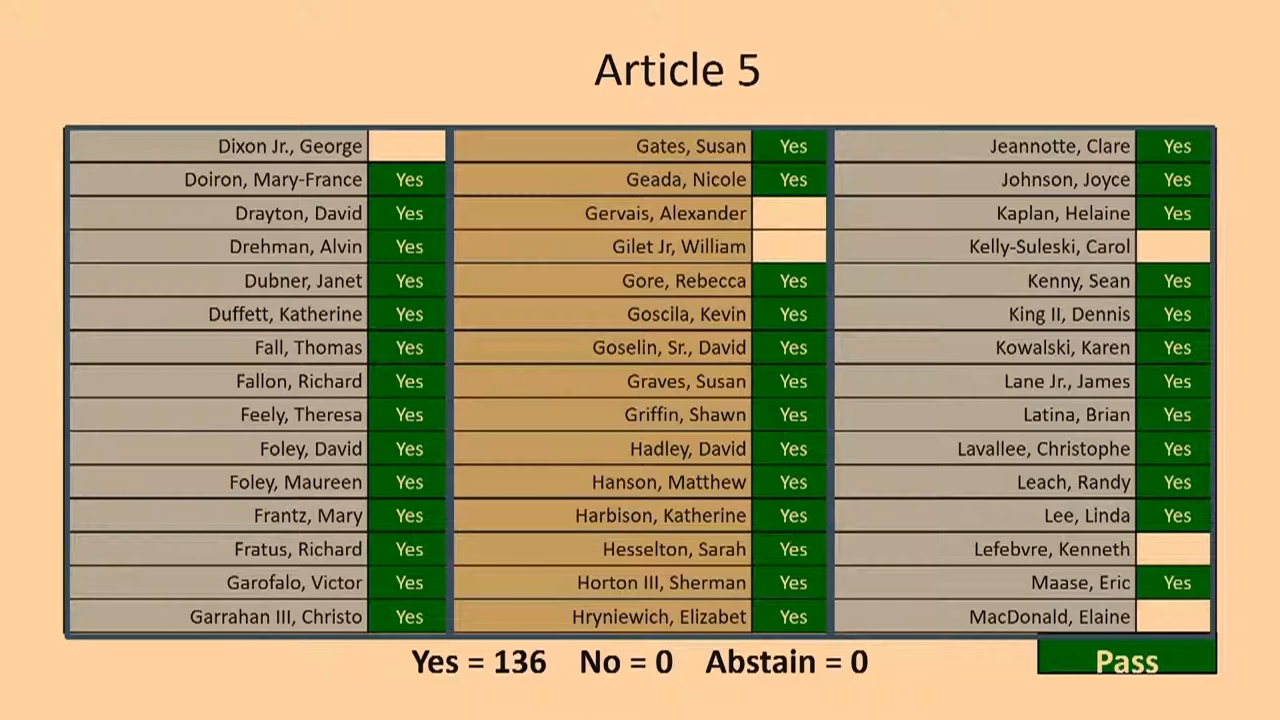 Article 5
Dixon Jr., George Gates, Susan Yes Jeannotte, Clare Yes
Doiron, Mary-France Yes Geada, Nicole Yes Johnson, Joyce Yes
Drayton, David Yes Gervais, Alexander Kaplan, Helaine Yes
Drehman, Alvin Yes Gilet Jr, William Kelly-Suleski, Carol
Dubner, Janet Yes Gore, Rebecca Yes Kenny, Sean Yes
Duffett, Katherine Yes Goscila, Kevin Yes King II, Dennis Yes
Fall, Thomas Yes Goselin, Sr., David Yes Kowalski, Karen Yes
Fallon, Richard Yes Graves, Susan Yes Lane Jr., James Yes
Feely, Theresa Yes Griffin, Shawn Yes Latina, Brian Yes
Foley, David Yes Hadley, David Yes Lavallee, Christophe Yes
Foley, Maureen Yes Hanson, Matthew Yes Leach, Randy Yes
Frantz, Mary Yes Harbison, Katherine Yes Lee, Linda Yes
Fratus, Richard Yes Hesselton, Sarah Yes Lefebvre, Kenneth
Garofalo, Victor Yes Horton III, Sherman Yes Maase, Eric Yes
Garrahan III, Christo Yes Hryniewich, Elizabet Yes MacDonald, Elaine
Yes = 136 No = 0 Abstain = 0 Pass